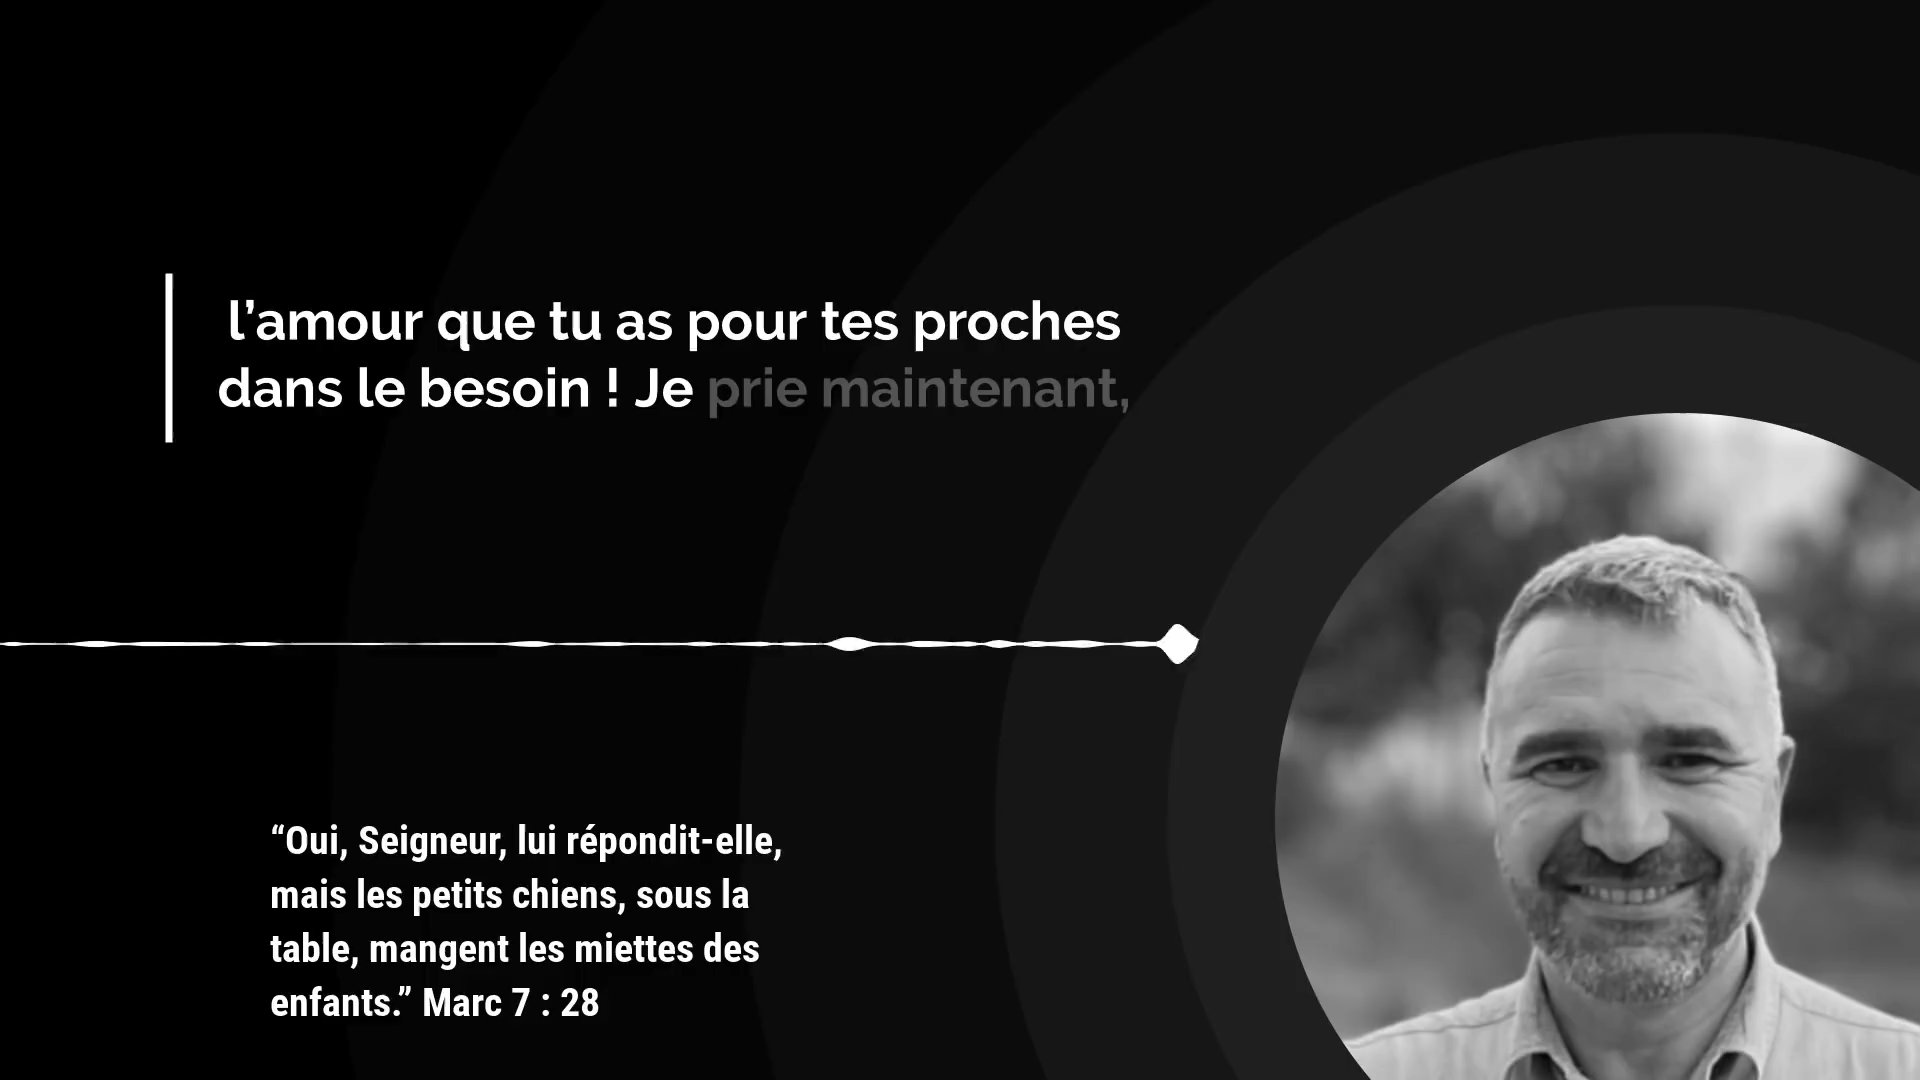 l’amour que tu as pour tes proches
dans le besoin ! Je prie maintenant,
“Oui, Seigneur, lui répondit-elle,
mais les petits chiens, sous la
table, mangent les miettes des
enfants.” Marc 7 : 28